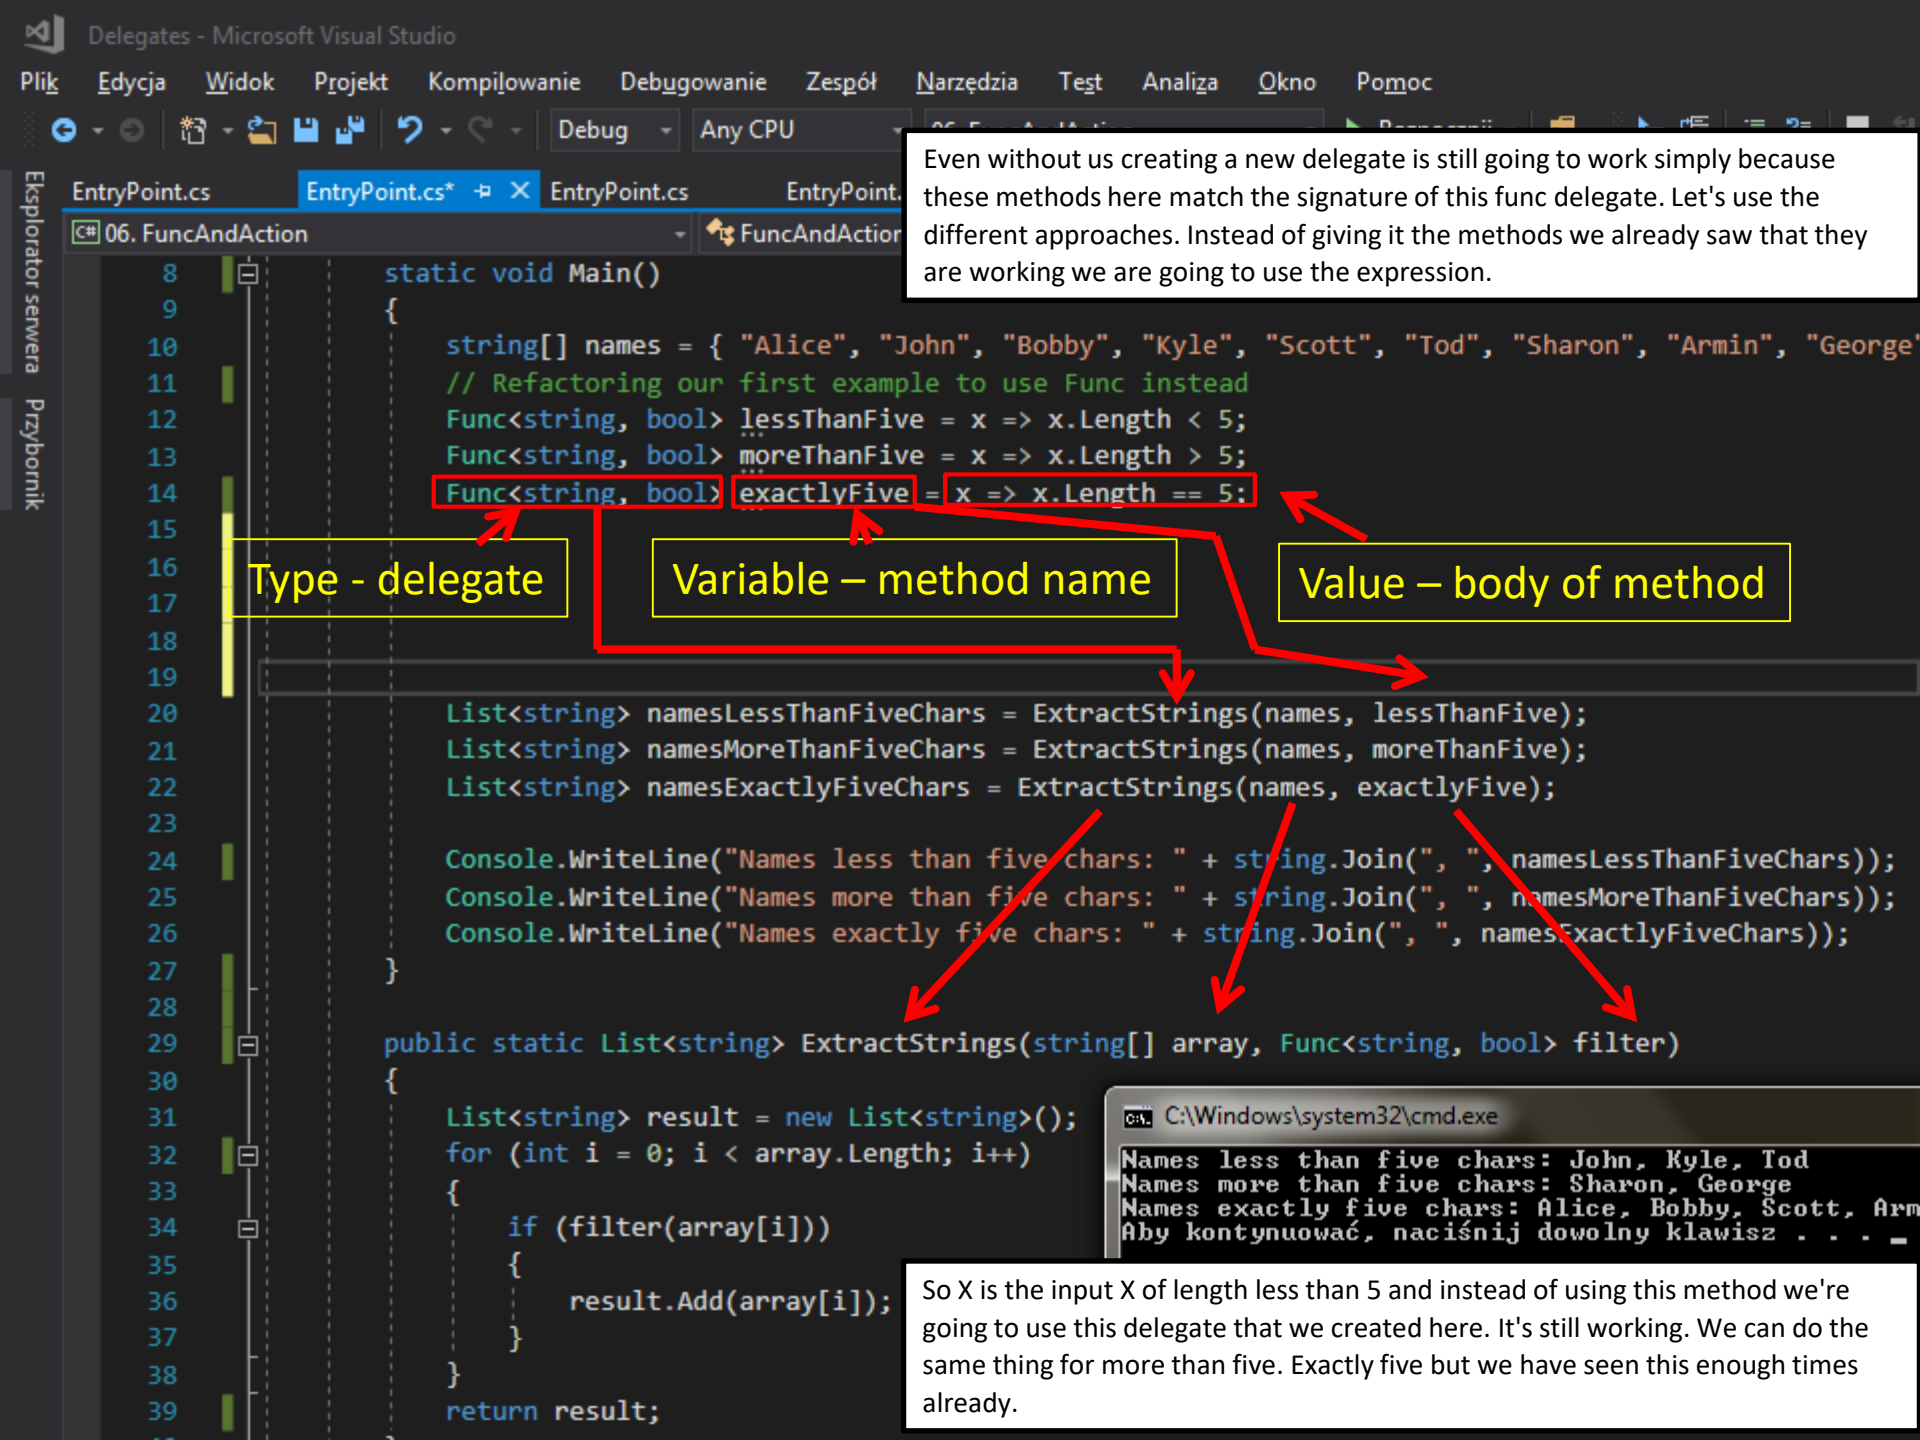 Delegates - Microsoft Visual Studio
Plik Edycja Widok Projekt Kompilowanie Debugowanie Zespół Narzędzia Test Analiza Okno Pomoc
Debug Any CPU
Even without us creating a new delegate is still going to work simply because
these methods here match the signature of this func delegate. Let's use the
different approaches. Instead of giving it the methods we already saw that they
are working we are going to use the expression.
Eksplorator serwera
Przybornik
EntryPoint.cs EntryPoint.cs* EntryPoint.cs EntryPoint.
C# 06. FuncAndAction FuncAndAction
8 static void Main()
9 {
10 string[] names = { "Alice", "John", "Bobby", "Kyle", "Scott", "Tod", "Sharon", "Armin", "George"
11 // Refactoring our first example to use Func instead
12 Func<string, bool> lessThanFive = x => x.Length < 5;
13 Func<string, bool> moreThanFive = x => x.Length > 5;
14 Func<string, bool> exactlyFive = x => x.Length == 5;
15
16
Type - delegate
Variable – method name
Value – body of method
17
18
19
20 List<string> namesLessThanFiveChars = ExtractStrings(names, lessThanFive);
21 List<string> namesMoreThanFiveChars = ExtractStrings(names, moreThanFive);
22 List<string> namesExactlyFiveChars = ExtractStrings(names, exactlyFive);
23
24 Console.WriteLine("Names less than five chars: " + string.Join(", ", namesLessThanFiveChars));
25 Console.WriteLine("Names more than five chars: " + string.Join(", ", namesMoreThanFiveChars));
26 Console.WriteLine("Names exactly five chars: " + string.Join(", ", namesExactlyFiveChars));
27 }
28
29 public static List<string> ExtractStrings(string[] array, Func<string, bool> filter)
30 {
31 List<string> result = new List<string>();
32 for (int i = 0; i < array.Length; i++)
33 {
34 if (filter(array[i]))
35 {
36 result.Add(array[i]);
37 }
38 }
39 return result;
C:\Windows\system32\cmd.exe
Names less than five chars: John, Kyle, Tod
Names more than five chars: Sharon, George
Names exactly five chars: Alice, Bobby, Scott, Arm
Aby kontynuować, naciśnij dowolny klawisz . . . _
So X is the input X of length less than 5 and instead of using this method we're
going to use this delegate that we created here. It's still working. We can do the
same thing for more than five. Exactly five but we have seen this enough times
already.